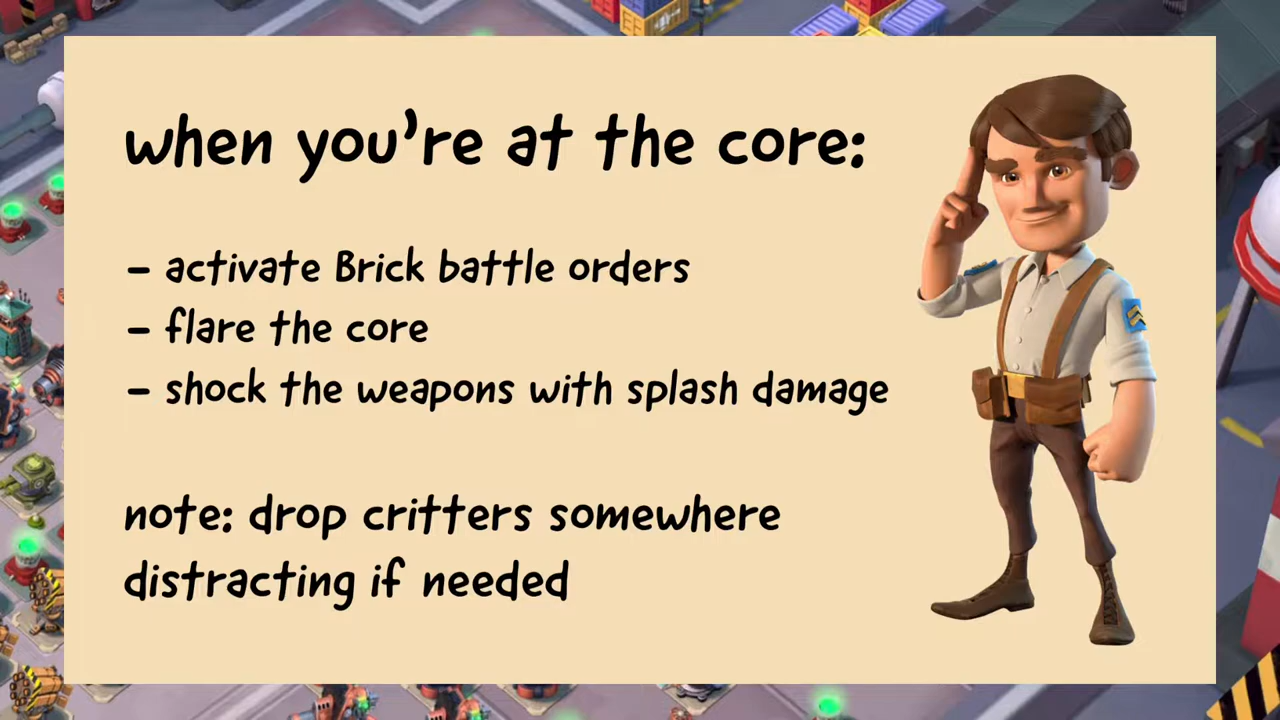 when you're at the core:
- activate Brick battle orders
- flare the core
- shock the weapons with splash damage
note: drop critters somewhere
distracting if needed